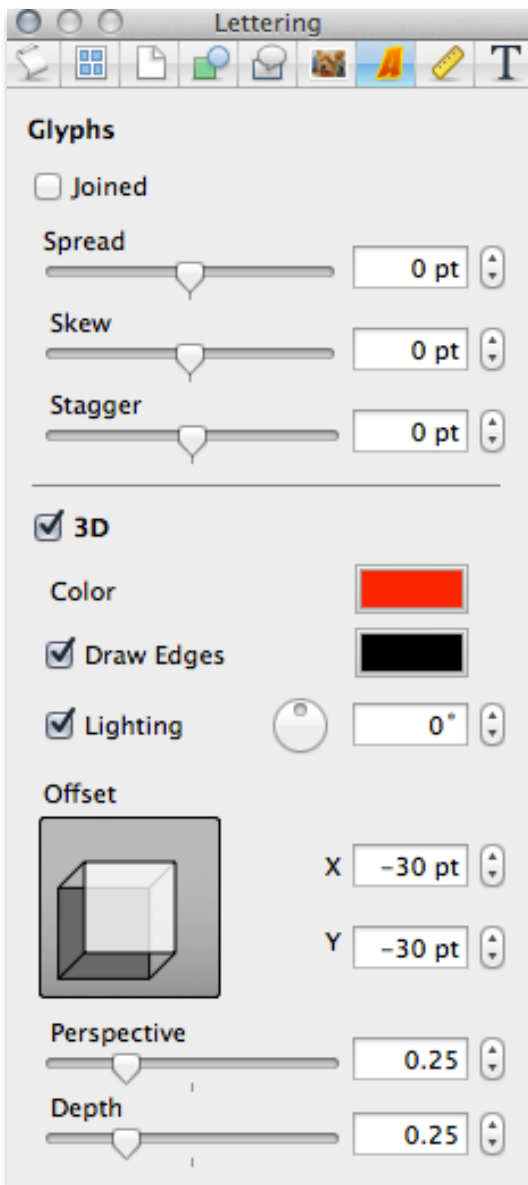 Lettering
T
Glyphs
Joined
Spread
0 pt
Skew
0 pt
Stagger
0 pt
3D
Color
Draw Edges
Lighting
0°
Offset
X -30 pt
Y -30 pt
Perspective
0.25
Depth
0.25